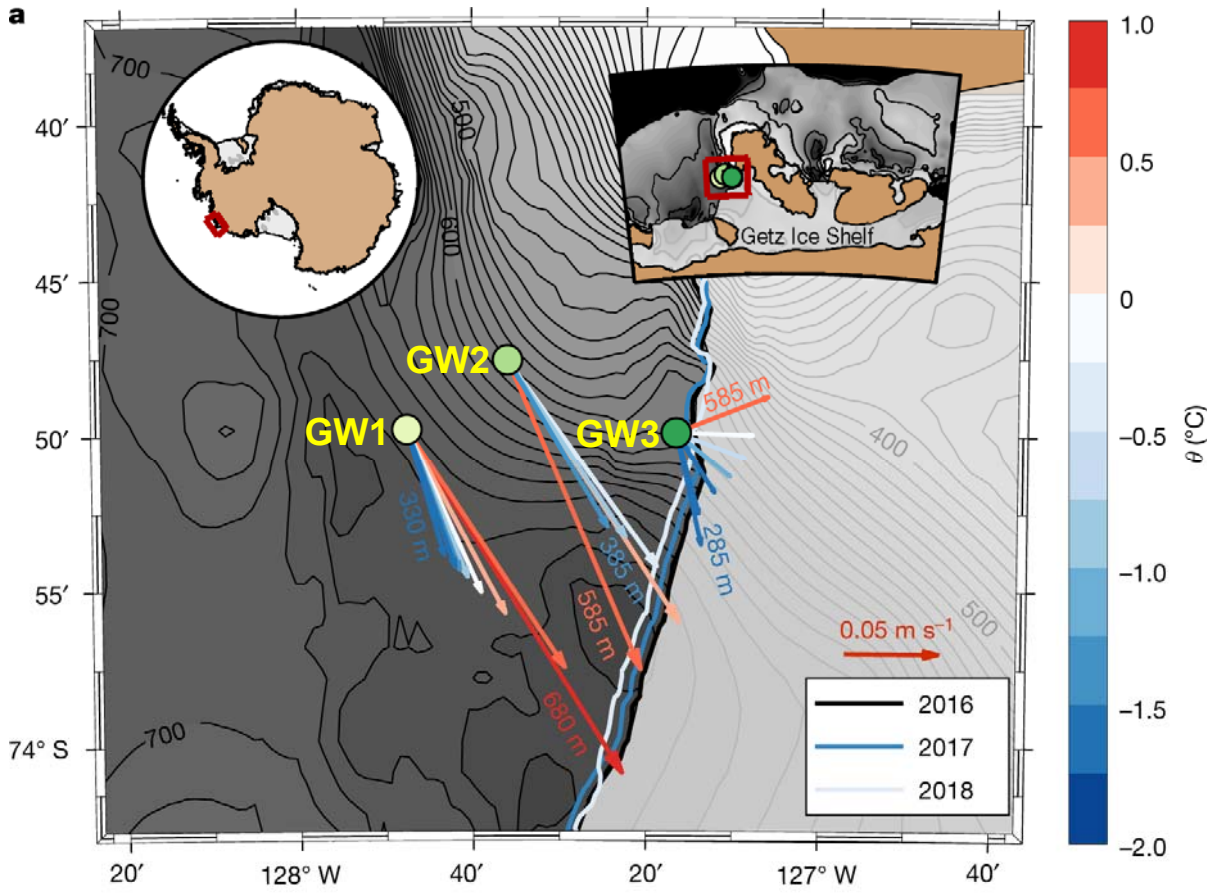 a
700
500
600
700
Getz Ice Shelf
GW2
GW1
GW3
585 m
400
330 m
385 m
285 m
585 m
680 m
500
700
0.05 m s⁻¹
2016
2017
2018
40′
45′
50′
55′
74° S
20′
128° W
40′
20′
127° W
40′
1.0
0.5
0
−0.5
−1.0
−1.5
−2.0
θ (°C)